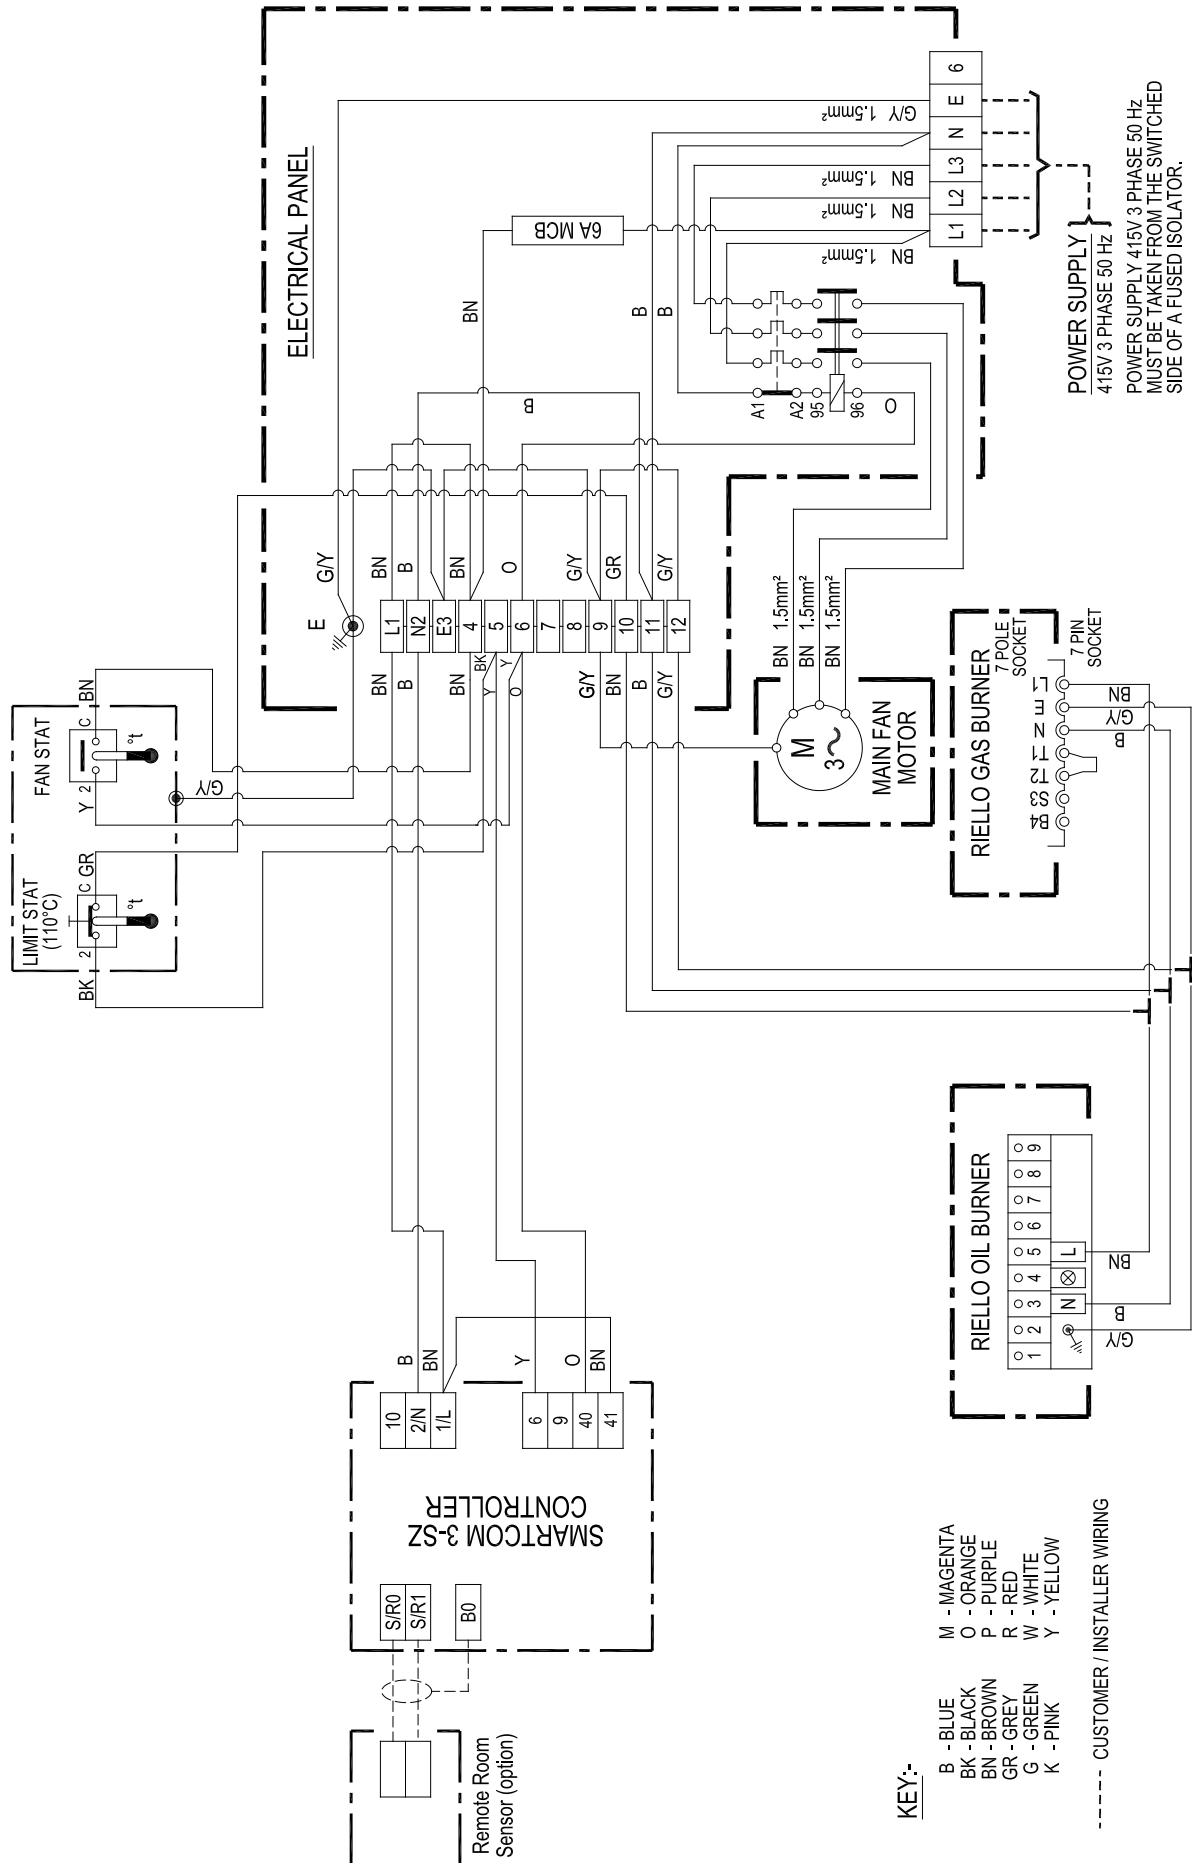 ELECTRICAL PANEL
6
E
N
L3
L2
L1
G/Y 1.5mm²
BN 1.5mm²
BN 1.5mm²
BN 1.5mm²
6A MCB
BN
B
B
B
A1
A2
95
96
O
POWER SUPPLY
415V 3 PHASE 50 Hz
POWER SUPPLY 415V 3 PHASE 50 Hz
MUST BE TAKEN FROM THE SWITCHED
SIDE OF A FUSED ISOLATOR.
G/Y
E
BN
B
BN
O
G/Y
GR
G/Y
L1
N2
E3
4
5
6
7
8
9
10
11
12
BN
B
BN
BK
Y
Y
O
G/Y
BN
B
G/Y
FAN STAT
C
BN
2
Y
°t
G/Y
LIMIT STAT
(110°C)
C
GR
2
BK
°t
BN 1.5mm²
BN 1.5mm²
BN 1.5mm²
M
3~
MAIN FAN
MOTOR
RIELLO GAS BURNER
7 POLE
SOCKET
7 PIN
SOCKET
L1
E
N
T1
T2
S3
B4
BN
G/Y
B
RIELLO OIL BURNER
1
2
3
4
5
6
7
8
9
N
L
BN
B
G/Y
B
BN
Y
O
BN
10
2/N
1/L
6
9
40
41
SMARTCOM 3-SZ
CONTROLLER
S/R0
S/R1
B0
Remote Room
Sensor (option)
KEY:-
B - BLUE
BK - BLACK
BN - BROWN
GR - GREY
G - GREEN
K - PINK
M - MAGENTA
O - ORANGE
P - PURPLE
R - RED
W - WHITE
Y - YELLOW
------ CUSTOMER / INSTALLER WIRING